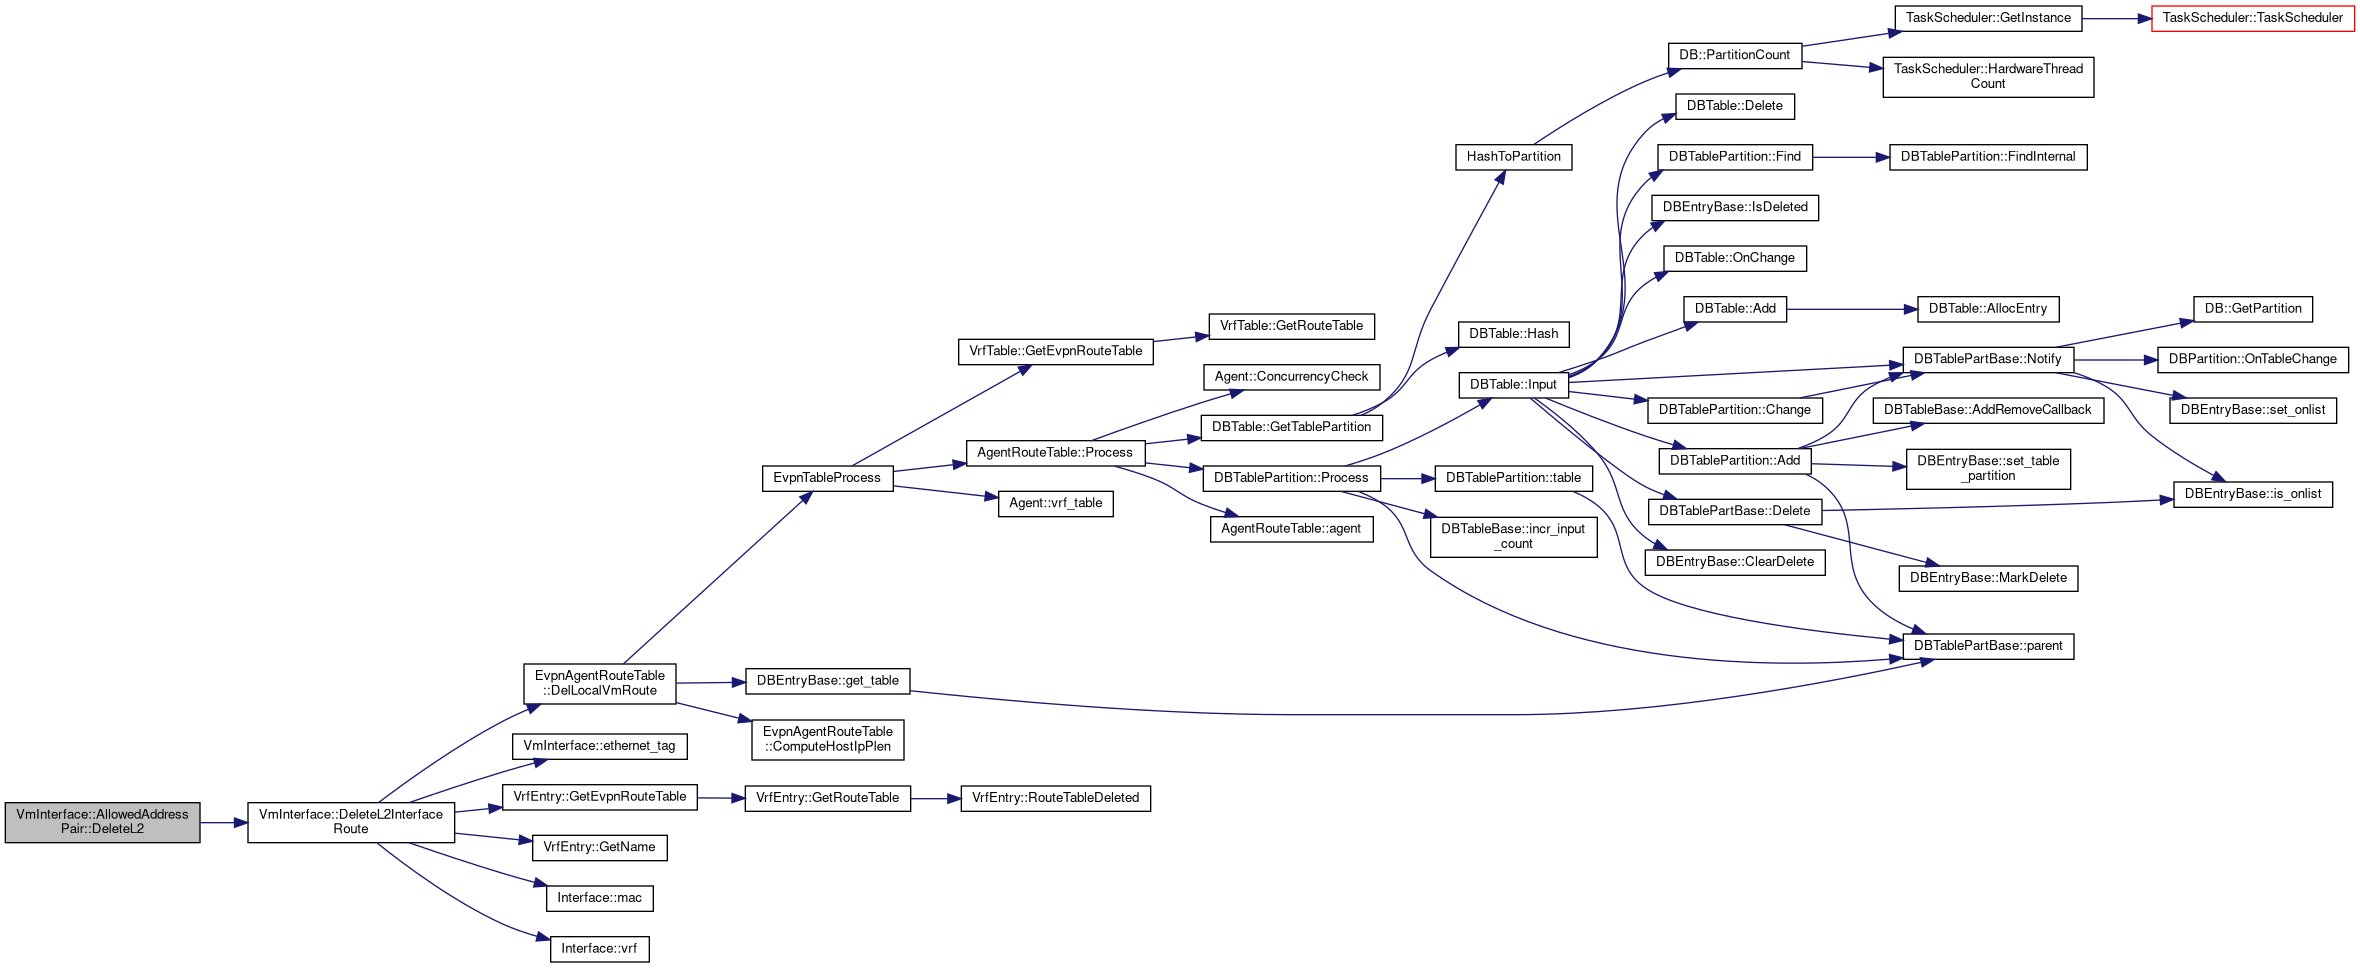 VmInterface::AllowedAddress
Pair::DeleteL2
VmInterface::DeleteL2Interface
Route
EvpnAgentRouteTable
::DelLocalVmRoute
VmInterface::ethernet_tag
VrfEntry::GetEvpnRouteTable
VrfEntry::GetName
Interface::mac
Interface::vrf
EvpnTableProcess
DBEntryBase::get_table
EvpnAgentRouteTable
::ComputeHostIpPlen
VrfEntry::GetRouteTable
VrfEntry::RouteTableDeleted
VrfTable::GetEvpnRouteTable
AgentRouteTable::Process
Agent::vrf_table
VrfTable::GetRouteTable
Agent::ConcurrencyCheck
DBTable::GetTablePartition
DBTablePartition::Process
AgentRouteTable::agent
HashToPartition
DBTable::Hash
DBTable::Input
DBTablePartition::table
DBTableBase::incr_input
_count
DB::PartitionCount
DBTable::Delete
DBTablePartition::Find
DBEntryBase::IsDeleted
DBTable::OnChange
DBTable::Add
DBTablePartition::Change
DBTablePartition::Add
DBTablePartBase::Delete
DBEntryBase::ClearDelete
TaskScheduler::GetInstance
TaskScheduler::HardwareThread
Count
DBTablePartition::FindInternal
DBTable::AllocEntry
DBTablePartBase::Notify
DBTableBase::AddRemoveCallback
DBEntryBase::set_table
_partition
DBEntryBase::MarkDelete
DBTablePartBase::parent
TaskScheduler::TaskScheduler
DB::GetPartition
DBPartition::OnTableChange
DBEntryBase::set_onlist
DBEntryBase::is_onlist